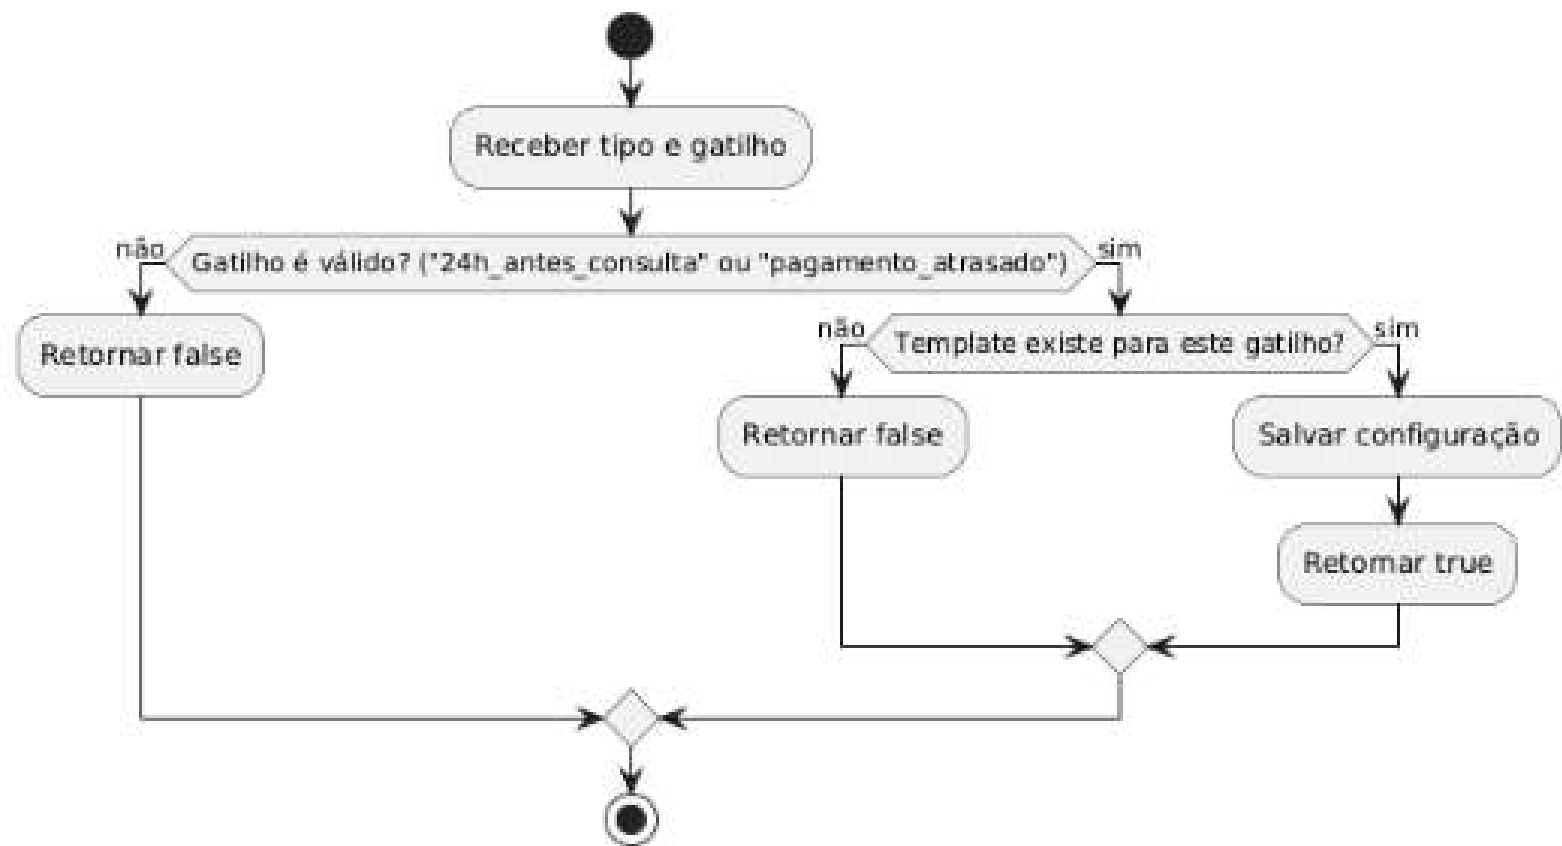 Receber tipo e gatilho
não
Gatilho é válido? ("24h_antes_consulta" ou "pagamento_atrasado")
sim
Retornar false
não
Template existe para este gatilho?
sim
Retornar false
Salvar configuração
Retornar true